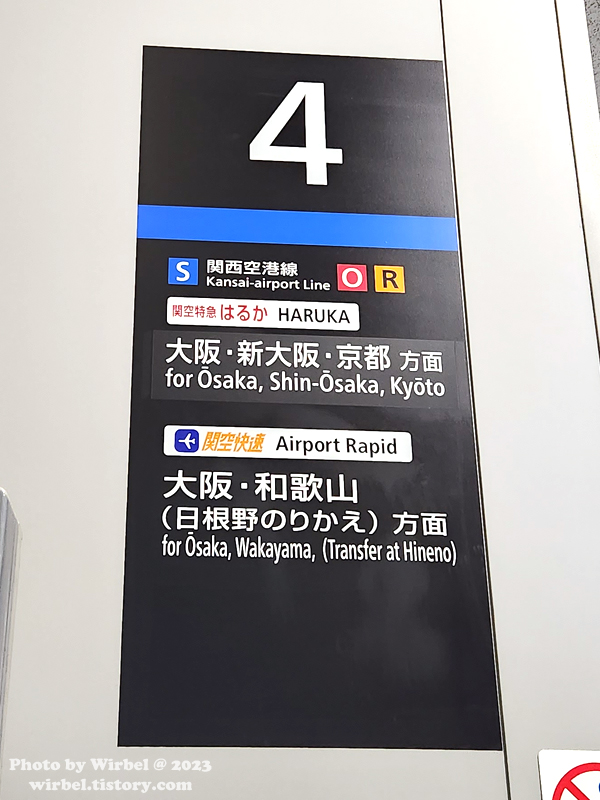 4
S 関西空港線 O R
Kansai-airport Line
関空特急はるか HARUKA
大阪・新大阪・京都 方面
for Ōsaka, Shin-Ōsaka, Kyōto
関空快速 Airport Rapid
大阪・和歌山
（日根野のりかえ）方面
for Ōsaka, Wakayama, (Transfer at Hineno)
Photo by Wirbel @ 2023
wirbel.tistory.com